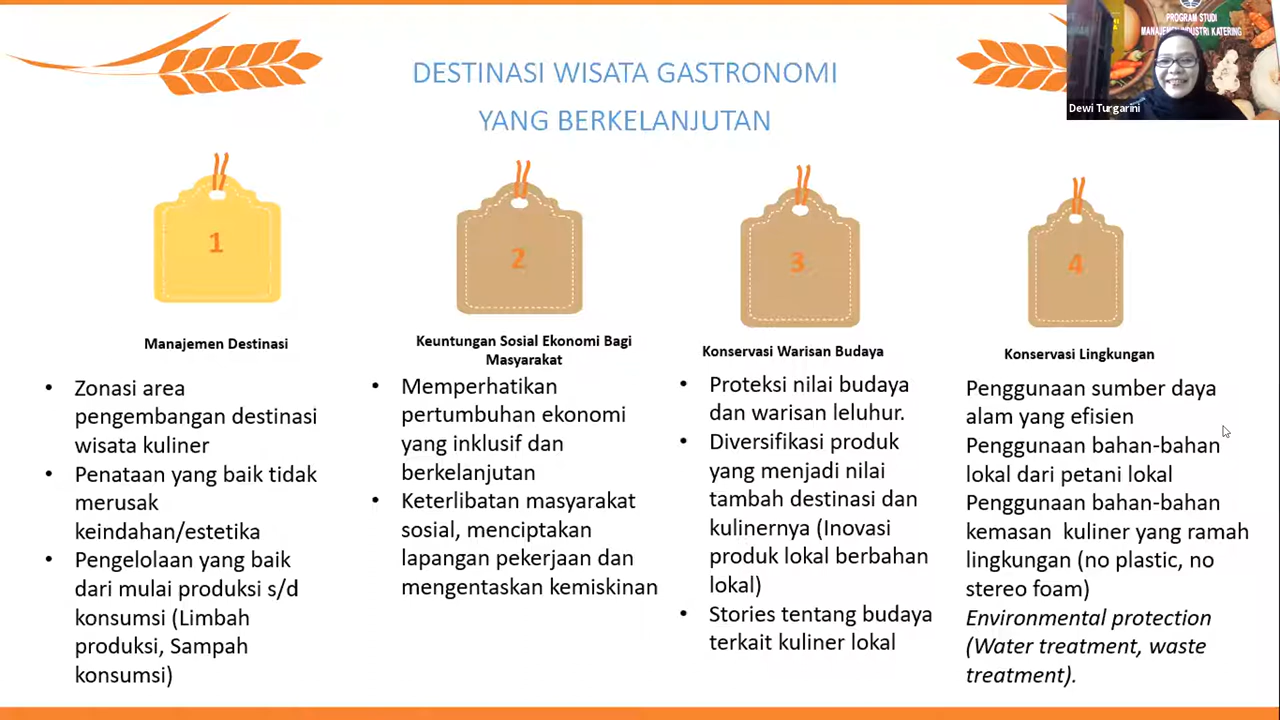 DESTINASI WISATA GASTRONOMI
YANG BERKELANJUTAN
PROGRAM STUDI
MANAJEMEN INDUSTRI KATERING
Dewi Turgarini
1
2
3
4
Manajemen Destinasi
• Zonasi area
pengembangan destinasi
wisata kuliner
• Penataan yang baik tidak
merusak
keindahan/estetika
• Pengelolaan yang baik
dari mulai produksi s/d
konsumsi (Limbah
produksi, Sampah
konsumsi)
Keuntungan Sosial Ekonomi Bagi
Masyarakat
• Memperhatikan
pertumbuhan ekonomi
yang inklusif dan
berkelanjutan
• Keterlibatan masyarakat
sosial, menciptakan
lapangan pekerjaan dan
mengentaskan kemiskinan
Konservasi Warisan Budaya
• Proteksi nilai budaya
dan warisan leluhur.
• Diversifikasi produk
yang menjadi nilai
tambah destinasi dan
kulinernya (Inovasi
produk lokal berbahan
lokal)
• Stories tentang budaya
terkait kuliner lokal
Konservasi Lingkungan
Penggunaan sumber daya
alam yang efisien
Penggunaan bahan-bahan
lokal dari petani lokal
Penggunaan bahan-bahan
kemasan kuliner yang ramah
lingkungan (no plastic, no
stereo foam)
Environmental protection
(Water treatment, waste
treatment).